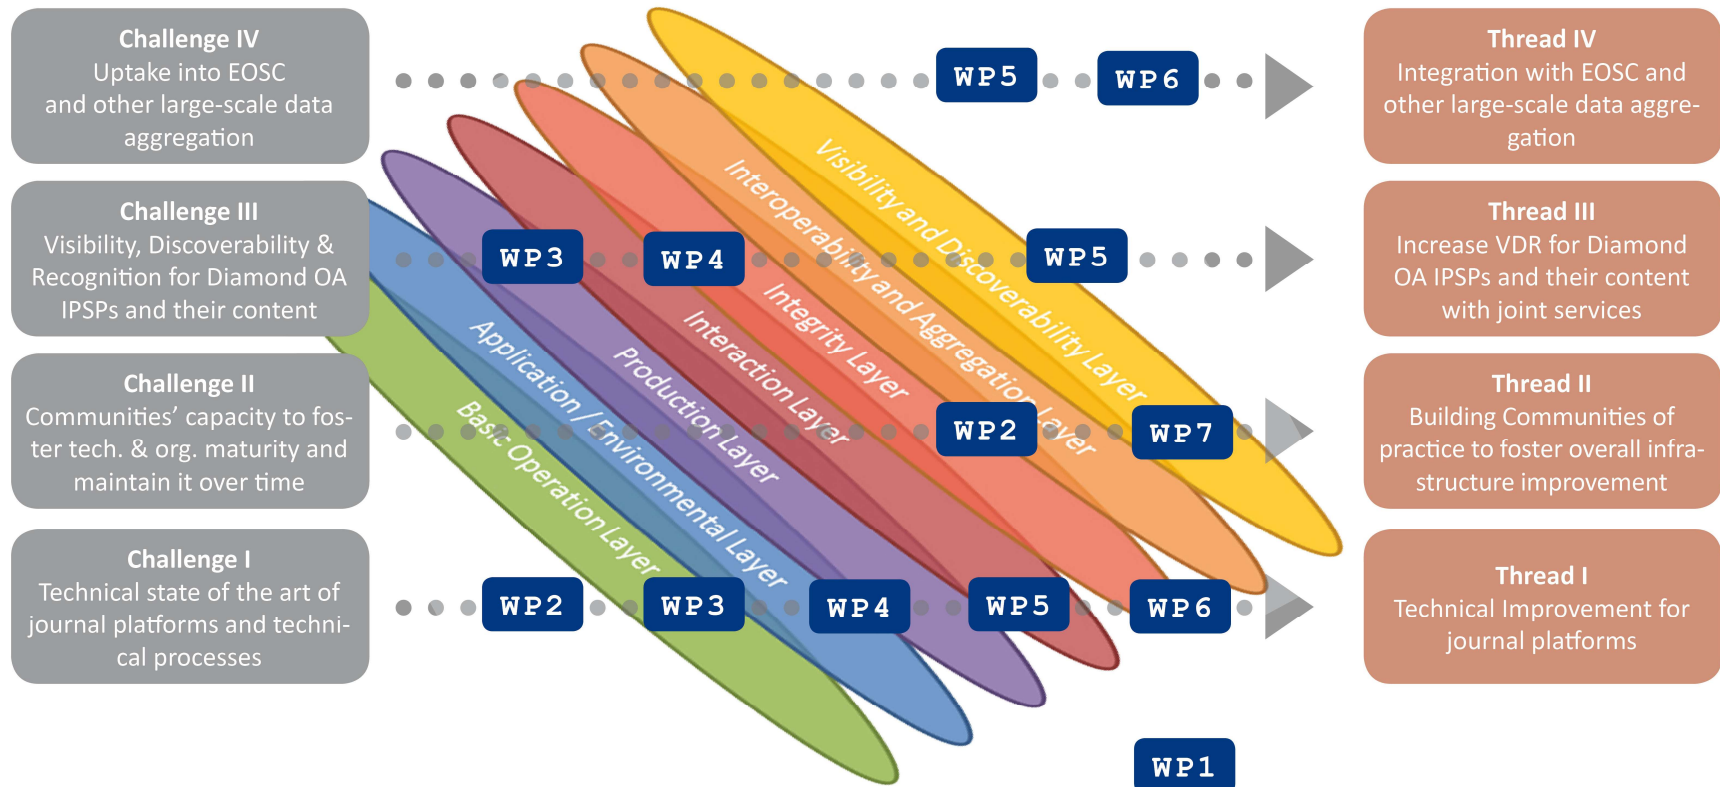 Challenge IV
Uptake into EOSC
and other large-scale data
aggregation
WP5
WP6
Thread IV
Integration with EOSC and
other large-scale data aggre-
gation
Challenge III
Visibility, Discoverability &
Recognition for Diamond OA
IPSPs and their content
WP3
WP4
WP5
Thread III
Increase VDR for Diamond
OA IPSPs and their content
with joint services
Challenge II
Communities’ capacity to fos-
ter tech. & org. maturity and
maintain it over time
WP2
WP7
Thread II
Building Communities of
practice to foster overall infra-
structure improvement
Challenge I
Technical state of the art of
journal platforms and techni-
cal processes
WP2
WP3
WP4
WP5
WP6
Thread I
Technical Improvement for
journal platforms
Basic Operation Layer
Application / Environmental Layer
Production Layer
Interaction Layer
Integrity Layer
Interoperability and Aggregation Layer
Visibility and Discoverability Layer
WP1